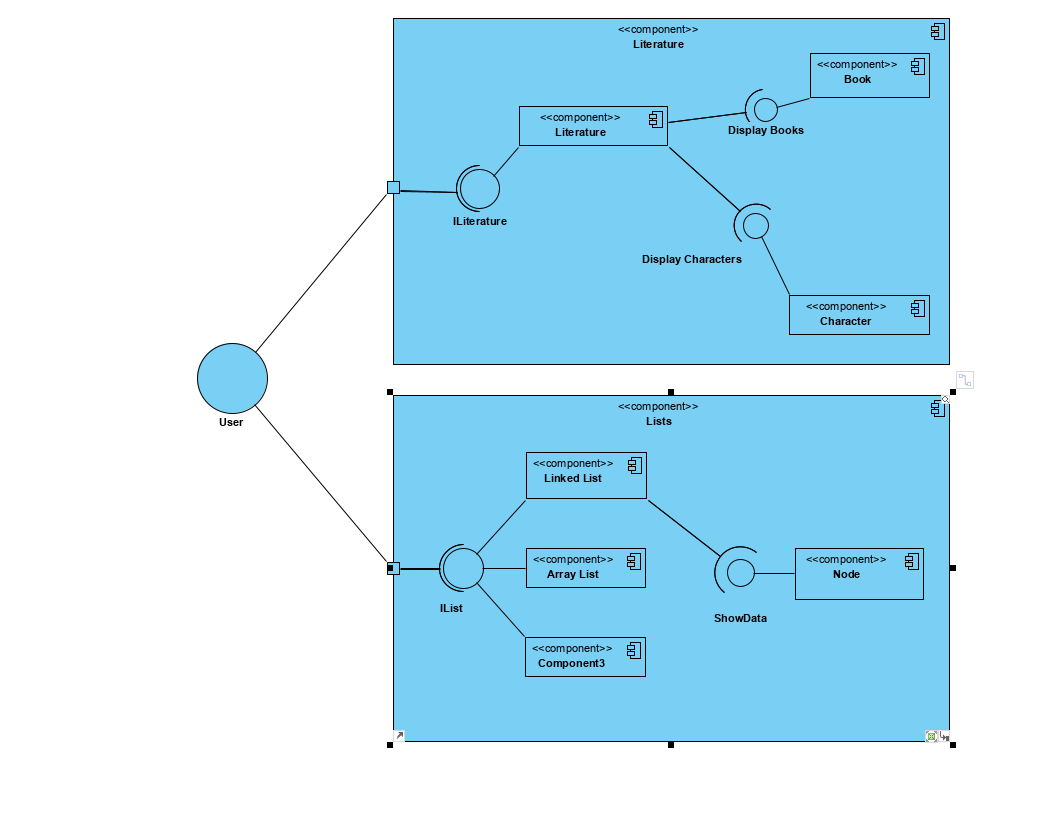 <<component>>
Literature
<<component>>
Book
<<component>>
Literature
Display Books
ILiterature
Display Characters
<<component>>
Character
User
<<component>>
Lists
<<component>>
Linked List
<<component>>
Array List
<<component>>
Node
IList
ShowData
<<component>>
Component3